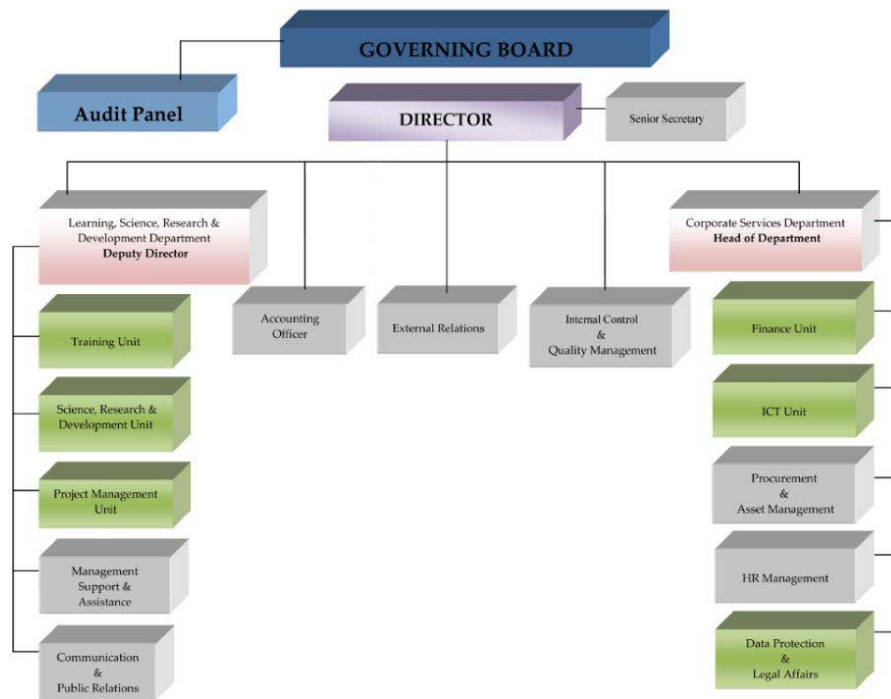 GOVERNING BOARD
Audit Panel
DIRECTOR
Senior Secretary
Learning, Science, Research &
Development Department
Deputy Director
Corporate Services Department
Head of Department
Accounting
Officer
External Relations
Internal Control
&
Quality Management
Training Unit
Science, Research &
Development Unit
Project Management
Unit
Management
Support &
Assistance
Communication
&
Public Relations
Finance Unit
ICT Unit
Procurement
&
Asset Management
HR Management
Data Protection
&
Legal Affairs